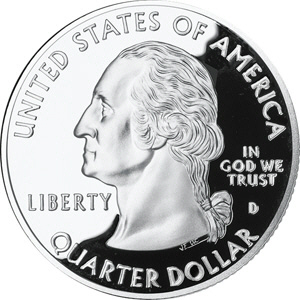 UNITED STATES OF AMERICA
LIBERTY
IN
GOD WE
TRUST
D
QUARTER DOLLAR